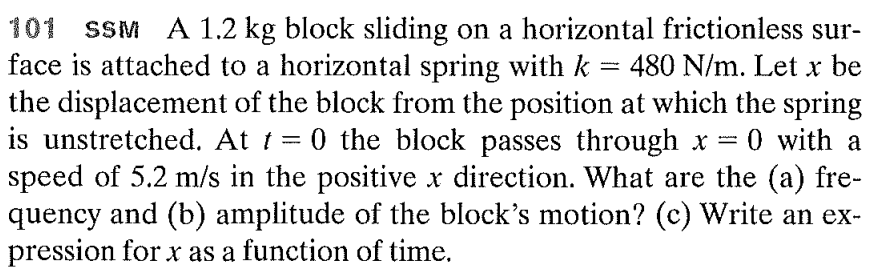 101 SSM A 1.2 kg block sliding on a horizontal frictionless sur-
face is attached to a horizontal spring with k = 480 N/m. Let x be
the displacement of the block from the position at which the spring
is unstretched. At t = 0 the block passes through x = 0 with a
speed of 5.2 m/s in the positive x direction. What are the (a) fre-
quency and (b) amplitude of the block's motion? (c) Write an ex-
pression for x as a function of time.